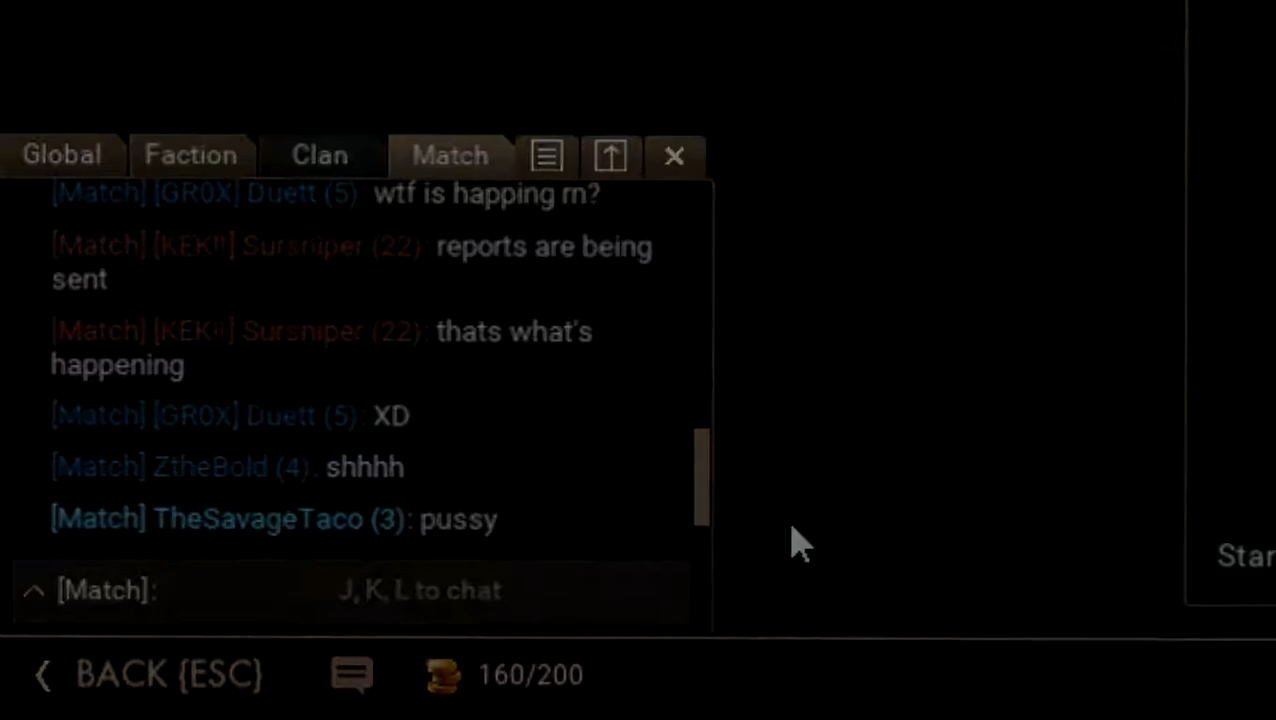 Global Faction Clan Match
[Match] [GR0X] Duett (5): wtf is happing rn?
[Match] [KEK!!] Sursniper (22): reports are being
sent
[Match] [KEK!!] Sursniper (22): thats what's
happening
[Match] [GR0X] Duett (5): XD
[Match] ZtheBold (4): shhhh
[Match] TheSavageTaco (3): pussy
[Match]: J, K, L to chat
Star
BACK {ESC} 160/200